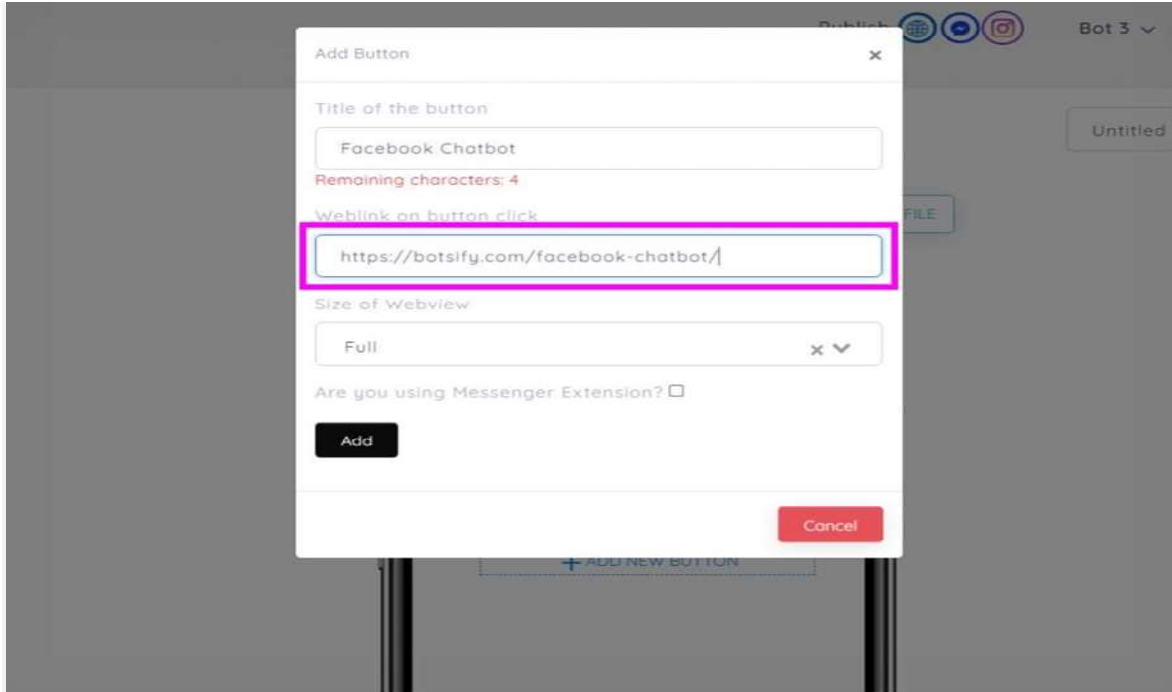 Publish
Bot 3
Add Button
Title of the button
Untitled
Facebook Chatbot
Remaining characters: 4
Weblink on button click
FILE
https://botsify.com/facebook-chatbot/
Size of Webview
Full
Are you using Messenger Extension?
Add
Cancel
+ ADD NEW BUTTON